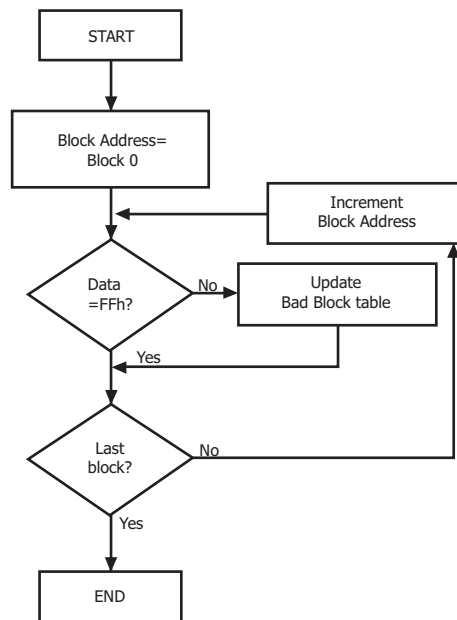 START
Block Address=
Block 0
Increment
Block Address
Data
=FFh?
No
Update
Bad Block table
Yes
Last
block?
No
Yes
END